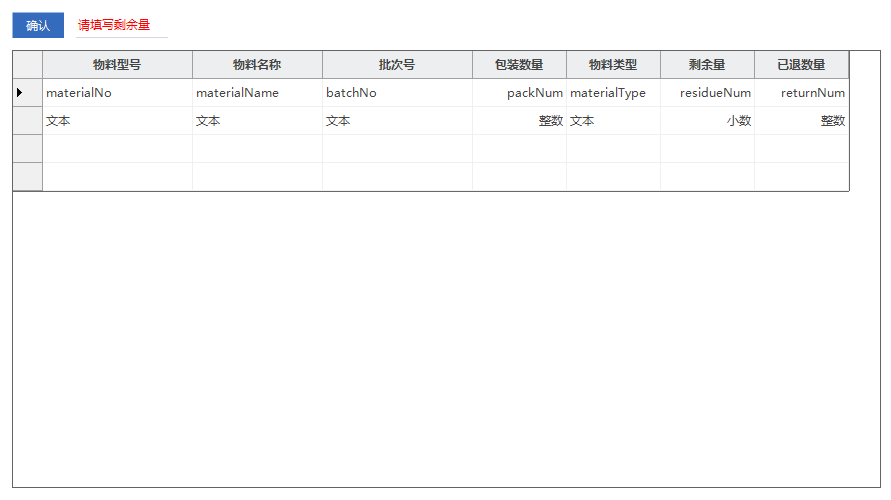 确认 请填写剩余量
物料型号 物料名称 批次号 包装数量 物料类型 剩余量 已退数量
materialNo materialName batchNo packNum materialType residueNum returnNum
文本 文本 文本 整数 文本 小数 整数